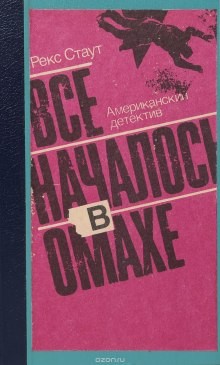 Рекс Стаут
ВСЕ
Американский
детектив
НАЧАЛОСЬ
В
ОМАХЕ
ozon.ru